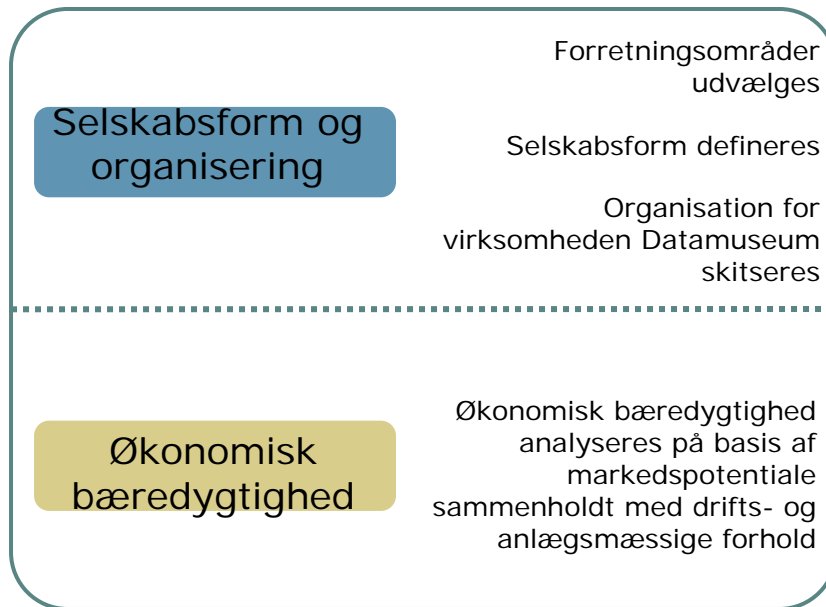 Selskabsform og
organisering
Forretningsområder
udvælges
Selskabsform defineres
Organisation for
virksomheden Datamuseum
skitseres
Økonomisk
bæredygtighed
Økonomisk bæredygtighed
analyseres på basis af
markedspotentiale
sammenholdt med drifts- og
anlægsmæssige forhold